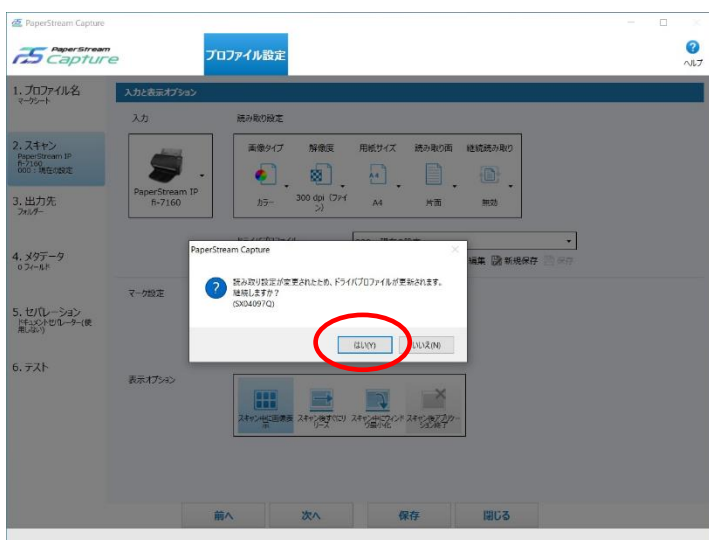 PaperStream Capture
PaperStream
Capture
プロファイル設定
ヘルプ
1. プロファイル名
マークシート
2. スキャン
PaperStream IP
fi-7160
000 : 現在の設定
3. 出力先
フォルダー
4. メタデータ
0 フィールド
5. セパレーション
ドキュメントセパレーター(使
用しない)
6. テスト
入力と表示オプション
入力
読み取り設定
PaperStream IP
fi-7160
画像タイプ
解像度
用紙サイズ
読み取り面
継続読み取り
カラー
300 dpi (ファイ
ン)
A4
片面
無効
編集
新規保存
保存
マーク設定
PaperStream Capture
読み取り設定が変更されたため、ドライバプロファイルが更新されます。
継続しますか?
(SX04097Q)
はい(Y)
いいえ(N)
表示オプション
スキャン中に画像表
示
スキャン後すぐにリ
リース
スキャン中にウィンド
ウ最小化
スキャン後アプリケー
ション終了
前へ
次へ
保存
閉じる